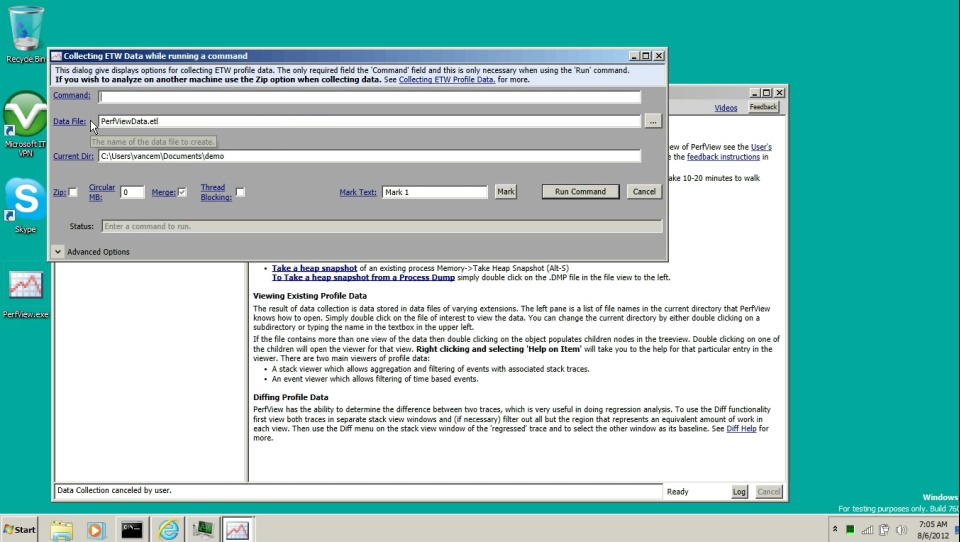 Recycle Bin
Microsoft IT
VPN
Skype
PerfView.exe
Collecting ETW Data while running a command
This dialog give displays options for collecting ETW profile data. The only required field the 'Command' field and this is only necessary when using the 'Run' command.
If you wish to analyze on another machine use the Zip option when collecting data. See Collecting ETW Profile Data. for more.
Command:
Data File: PerfViewData.etl ...
The name of the data file to create.
Current Dir: C:\Users\vancem\Documents\demo
Zip: Circular MB: 0 Merge: Thread Blocking: Mark Text: Mark 1 Mark Run Command Cancel
Status: Enter a command to run.
Advanced Options
Videos Feedback
ew of PerfView see the User's
e the feedback instructions in
ake 10-20 minutes to walk
• Take a heap snapshot of an existing process Memory->Take Heap Snapshot (Alt-S)
To Take a heap snapshot from a Process Dump simply double click on the .DMP file in the file view to the left.
Viewing Existing Profile Data
The result of data collection is data stored in data files of varying extensions. The left pane is a list of file names in the current directory that PerfView
knows how to open. Simply double click on the file of interest to view the data. You can change the current directory by either double clicking on a
subdirectory or typing the name in the textbox in the upper left.
If the file contains more than one view of the data then double clicking on the object populates children nodes in the treeview. Double clicking on one of
the children will open the viewer for that view. Right clicking and selecting 'Help on Item' will take you to the help for that particular entry in the
viewer. There are two main viewers of profile data:
• A stack viewer which allows aggregation and filtering of events with associated stack traces.
• An event viewer which allows filtering of time based events.
Diffing Profile Data
PerfView has the ability to determine the difference between two traces, which is very useful in doing regression analysis. To use the Diff functionality
first view both traces in separate stack view windows and (if necessary) filter out all but the region that represents an equivalent amount of work in
each view. Then use the Diff menu on the stack view window of the 'regressed' trace and to select the other window as its baseline. See Diff Help for
more.
Data Collection canceled by user. Ready Log Cancel
Windows
For testing purposes only. Build 760
Start
7:05 AM
8/6/2012